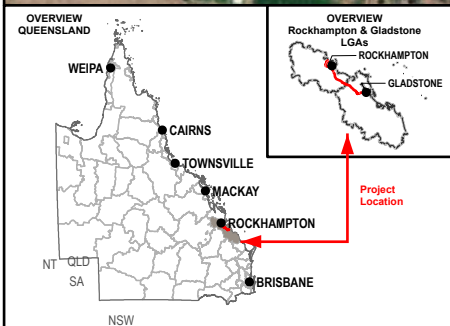 OVERVIEW
QUEENSLAND
WEIPA
CAIRNS
TOWNSVILLE
MACKAY
ROCKHAMPTON
BRISBANE
NT
QLD
SA
NSW
OVERVIEW
Rockhampton & Gladstone
LGAs
ROCKHAMPTON
GLADSTONE
Project
Location